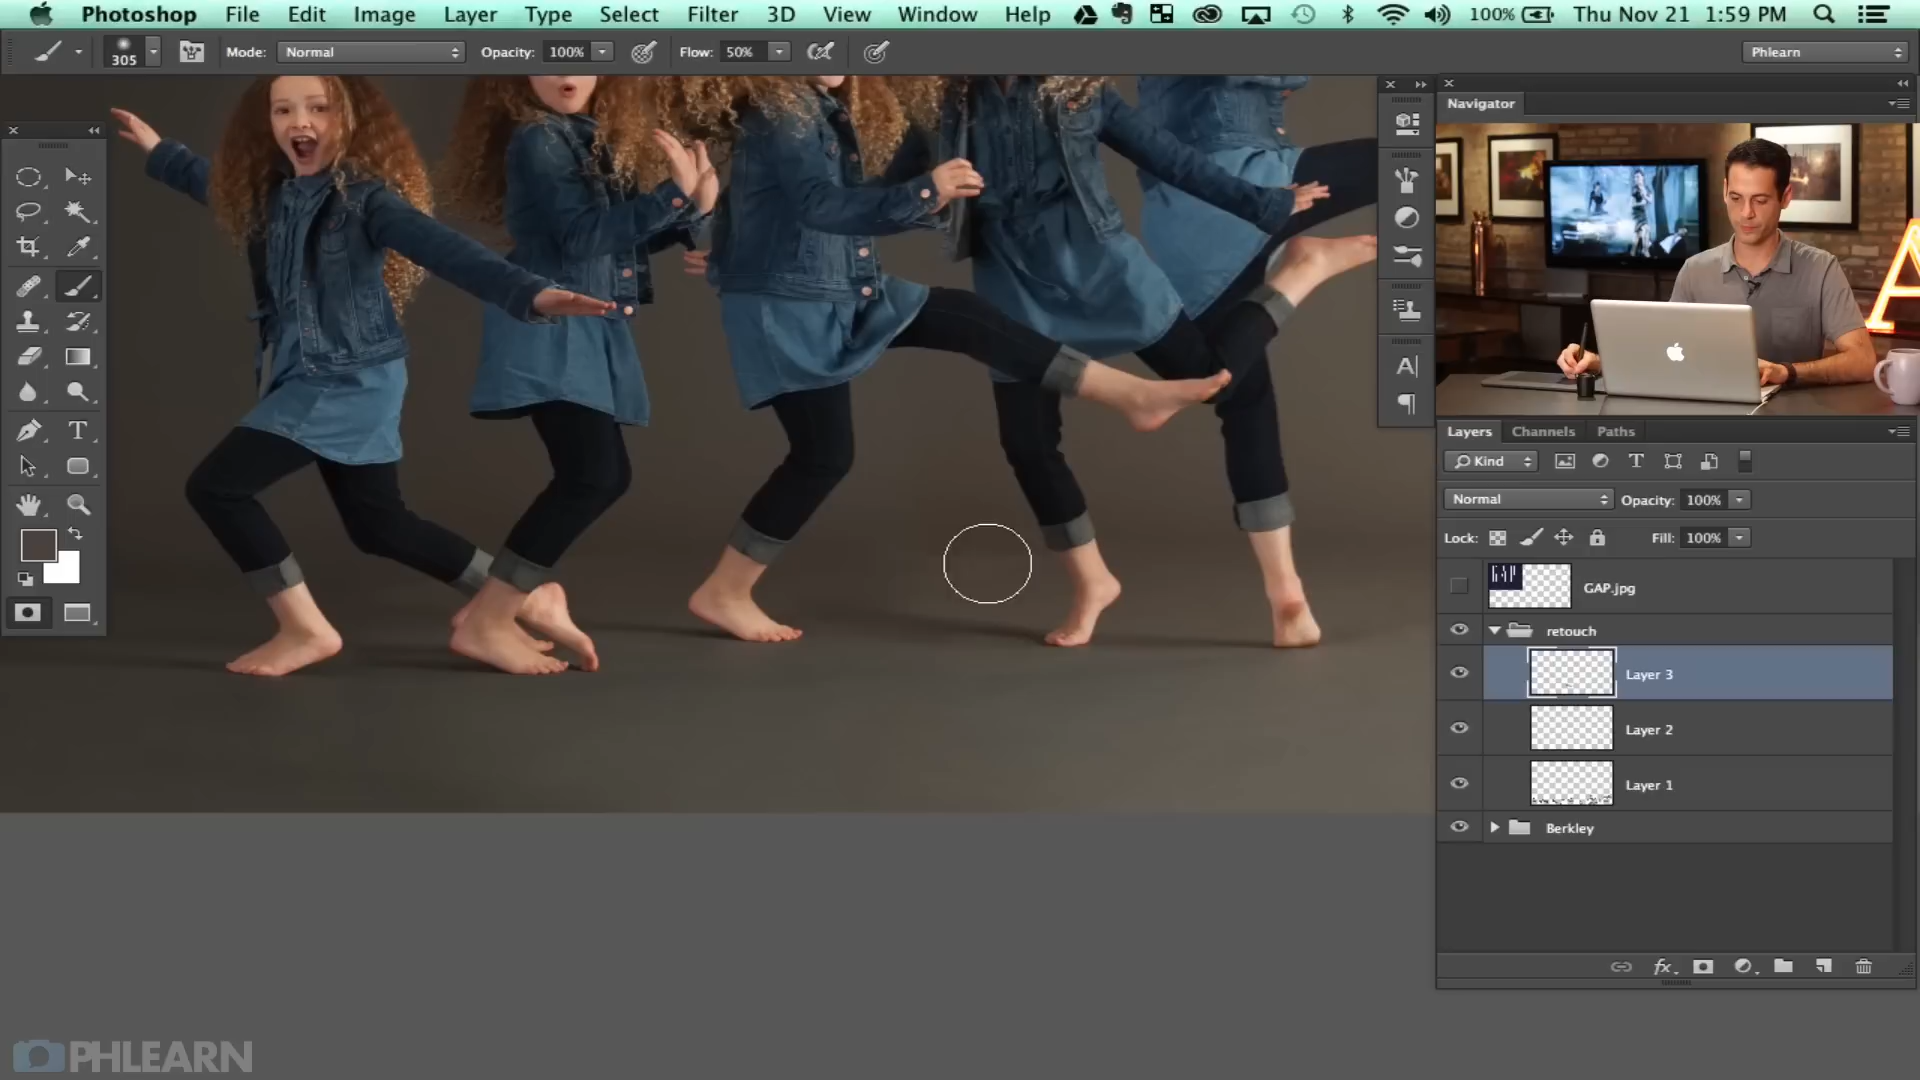 Photoshop File Edit Image Layer Type Select Filter 3D View Window Help 100% Thu Nov 21 1:59 PM
305 Mode: Normal Opacity: 100% Flow: 50% Phlearn
Navigator
A
Layers Channels Paths
Kind
Normal Opacity: 100%
Lock: Fill: 100%
GAP GAP.jpg
retouch
Layer 3
Layer 2
Layer 1
Berkley
fx
PHLEARN